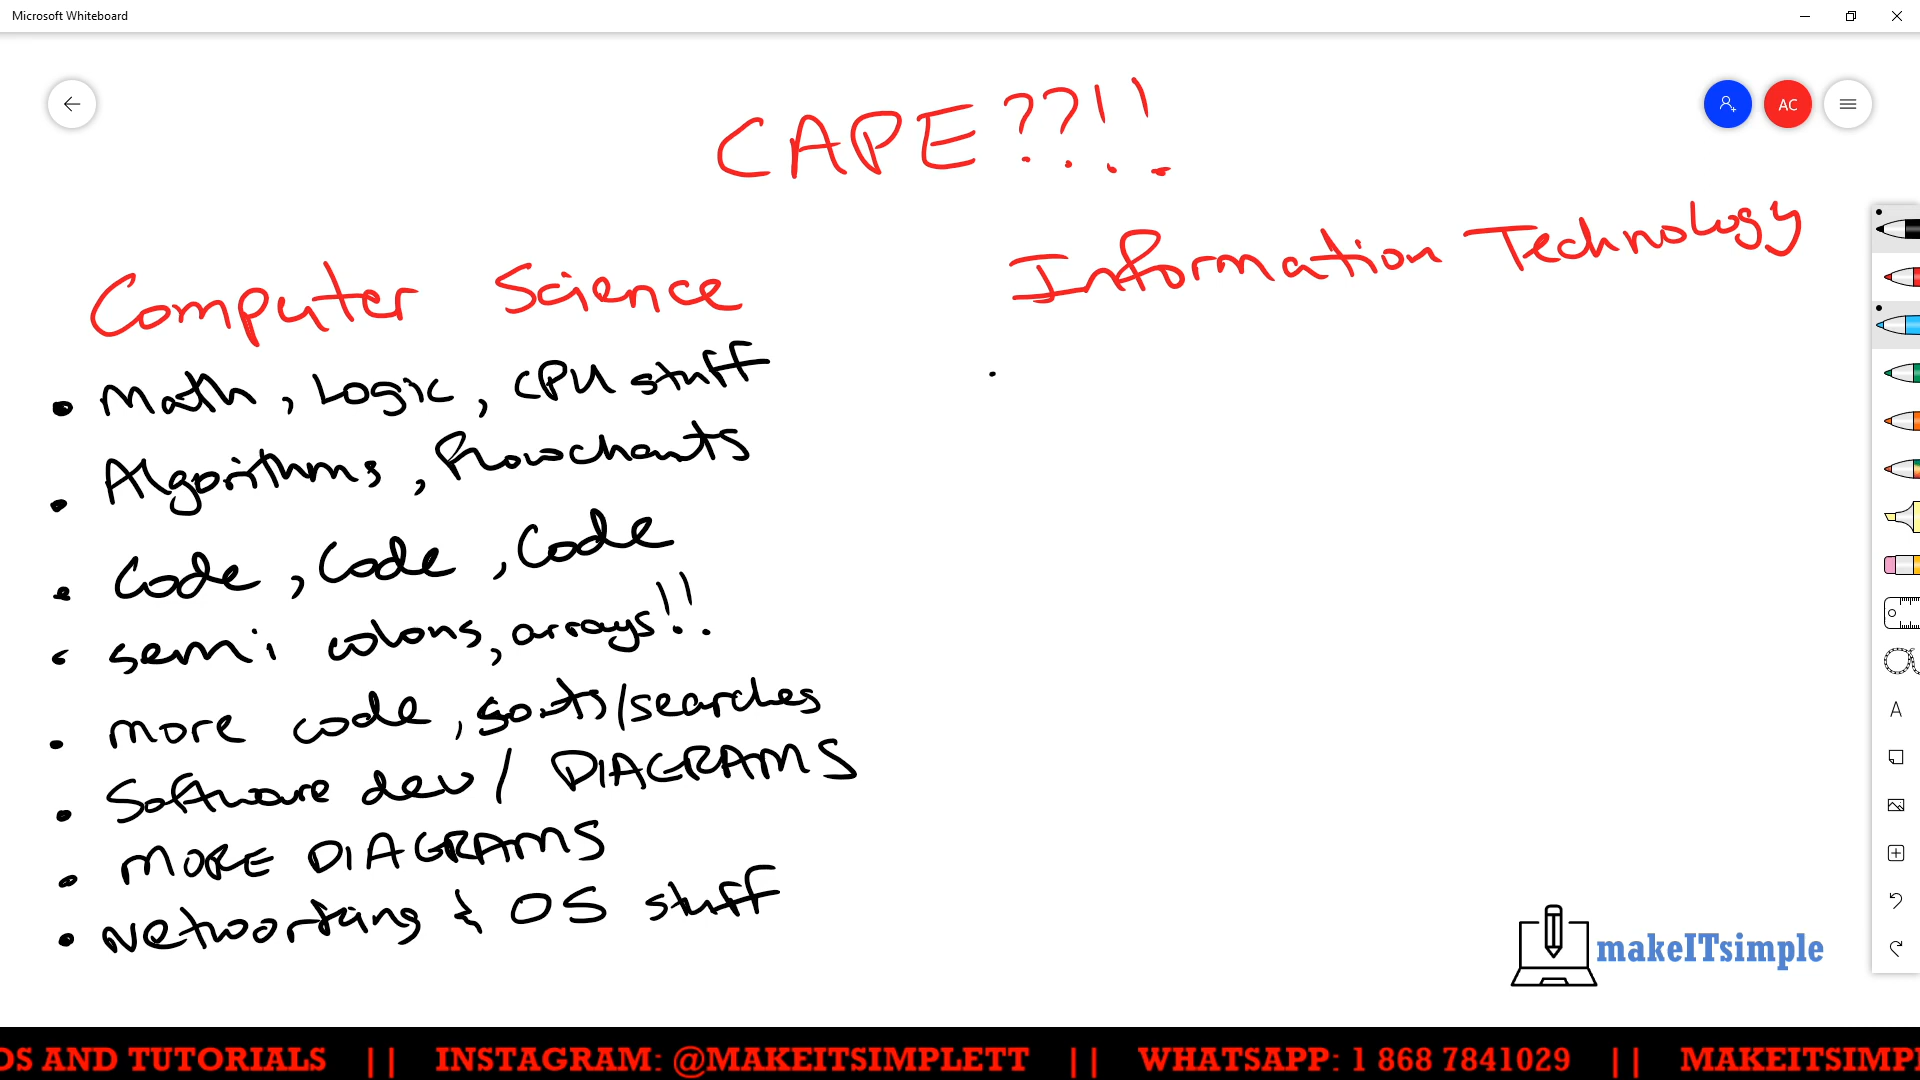 Microsoft Whiteboard
CAPE??!!
AC
Computer Science
Information Technology
• Math, Logic, CPU stuff
• Algorithms, Flowcharts
• Code, Code, Code
• semi colons, arrays!!
• more code, sorts/searches
• Software dev / DIAGRAMS
• MORE DIAGRAMS
• Networking & OS stuff
•
A
makeITsimple
DS AND TUTORIALS || INSTAGRAM: @MAKEITSIMPLETT || WHATSAPP: 1 868 7841029 || MAKEITSIMP